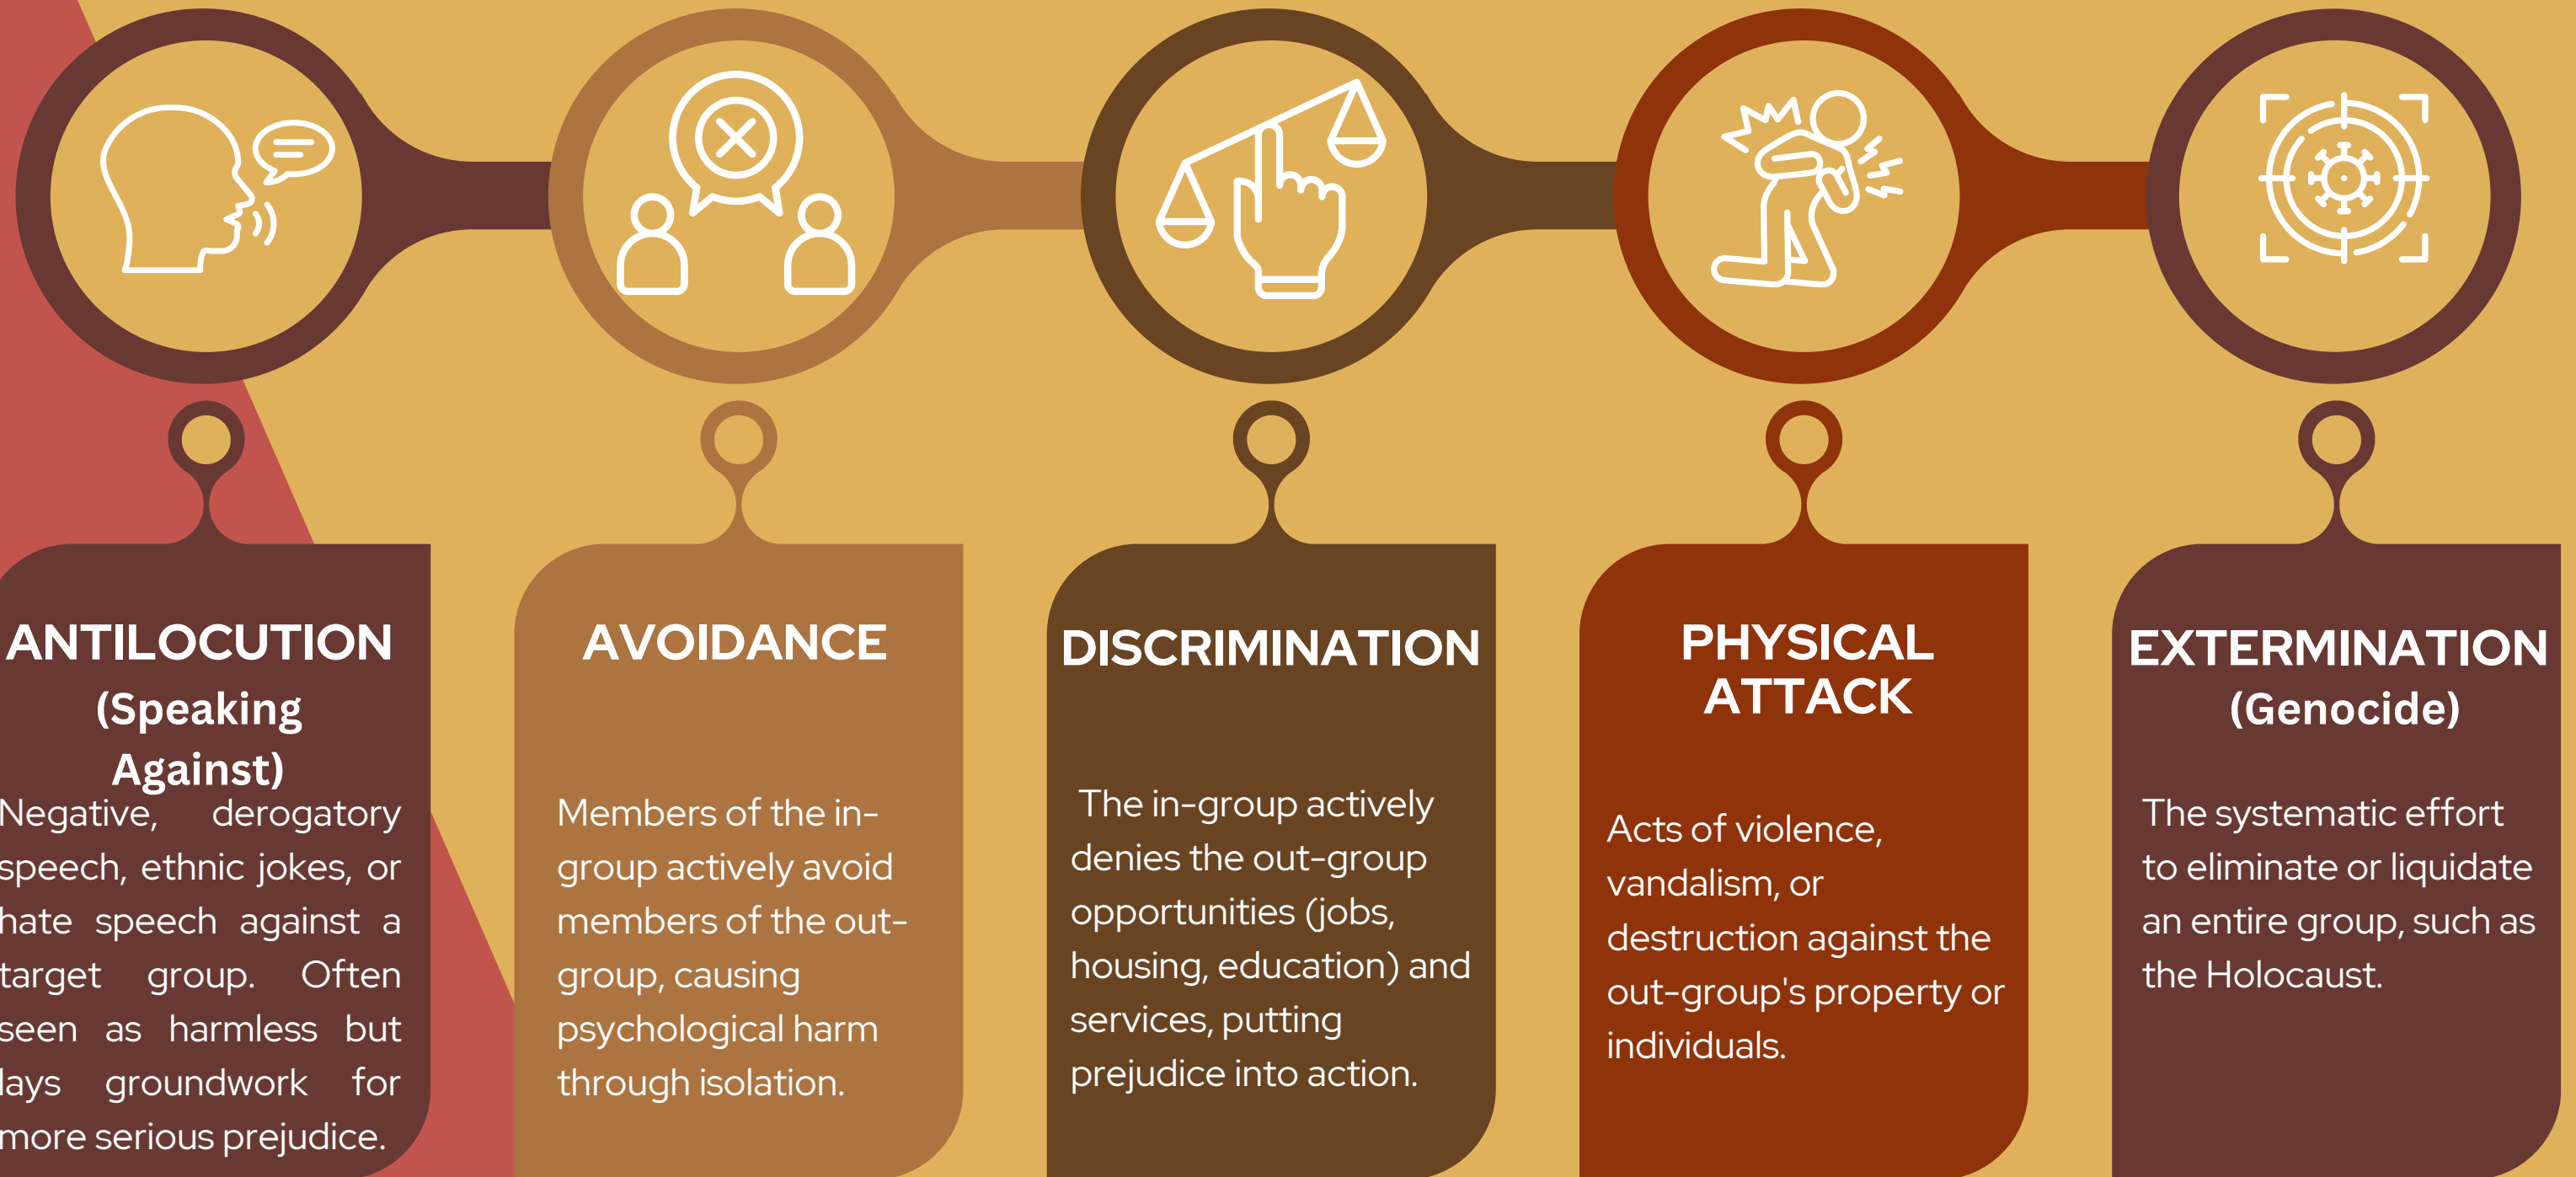 ANTILOCUTION
(Speaking
Against)
Negative, derogatory
speech, ethnic jokes, or
hate speech against a
target group. Often
seen as harmless but
lays groundwork for
more serious prejudice.
AVOIDANCE
Members of the in-
group actively avoid
members of the out-
group, causing
psychological harm
through isolation.
DISCRIMINATION
The in-group actively
denies the out-group
opportunities (jobs,
housing, education) and
services, putting
prejudice into action.
PHYSICAL
ATTACK
Acts of violence,
vandalism, or
destruction against the
out-group's property or
individuals.
EXTERMINATION
(Genocide)
The systematic effort
to eliminate or liquidate
an entire group, such as
the Holocaust.